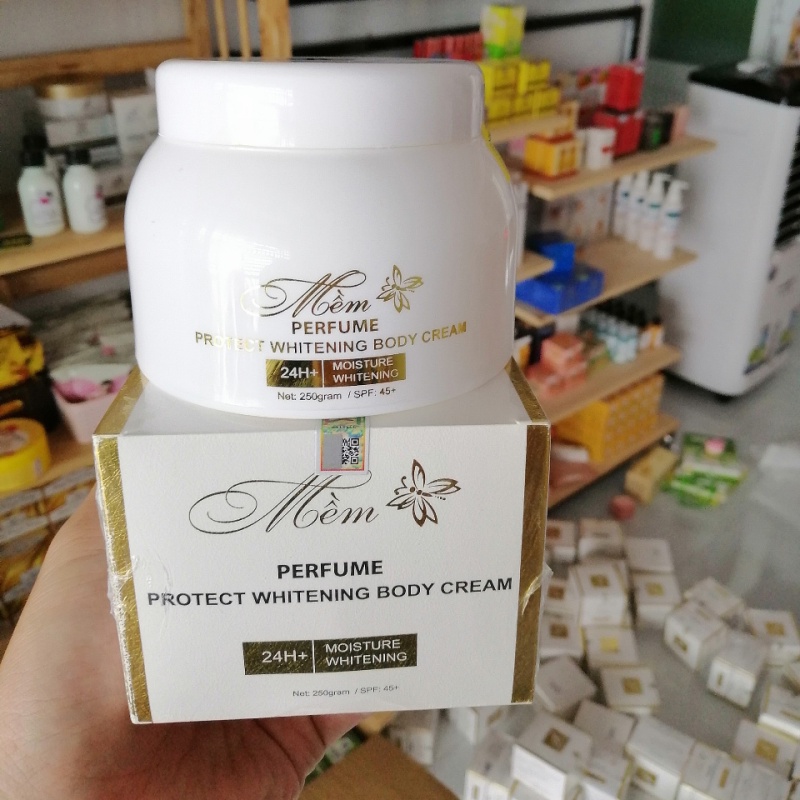 Mềm
PERFUME
PROTECT WHITENING BODY CREAM
24H+ MOISTURE
WHITENING
Net: 250gram / SPF: 45+
Mềm
PERFUME
PROTECT WHITENING BODY CREAM
24H+ MOISTURE
WHITENING
Net: 250gram / SPF: 45+